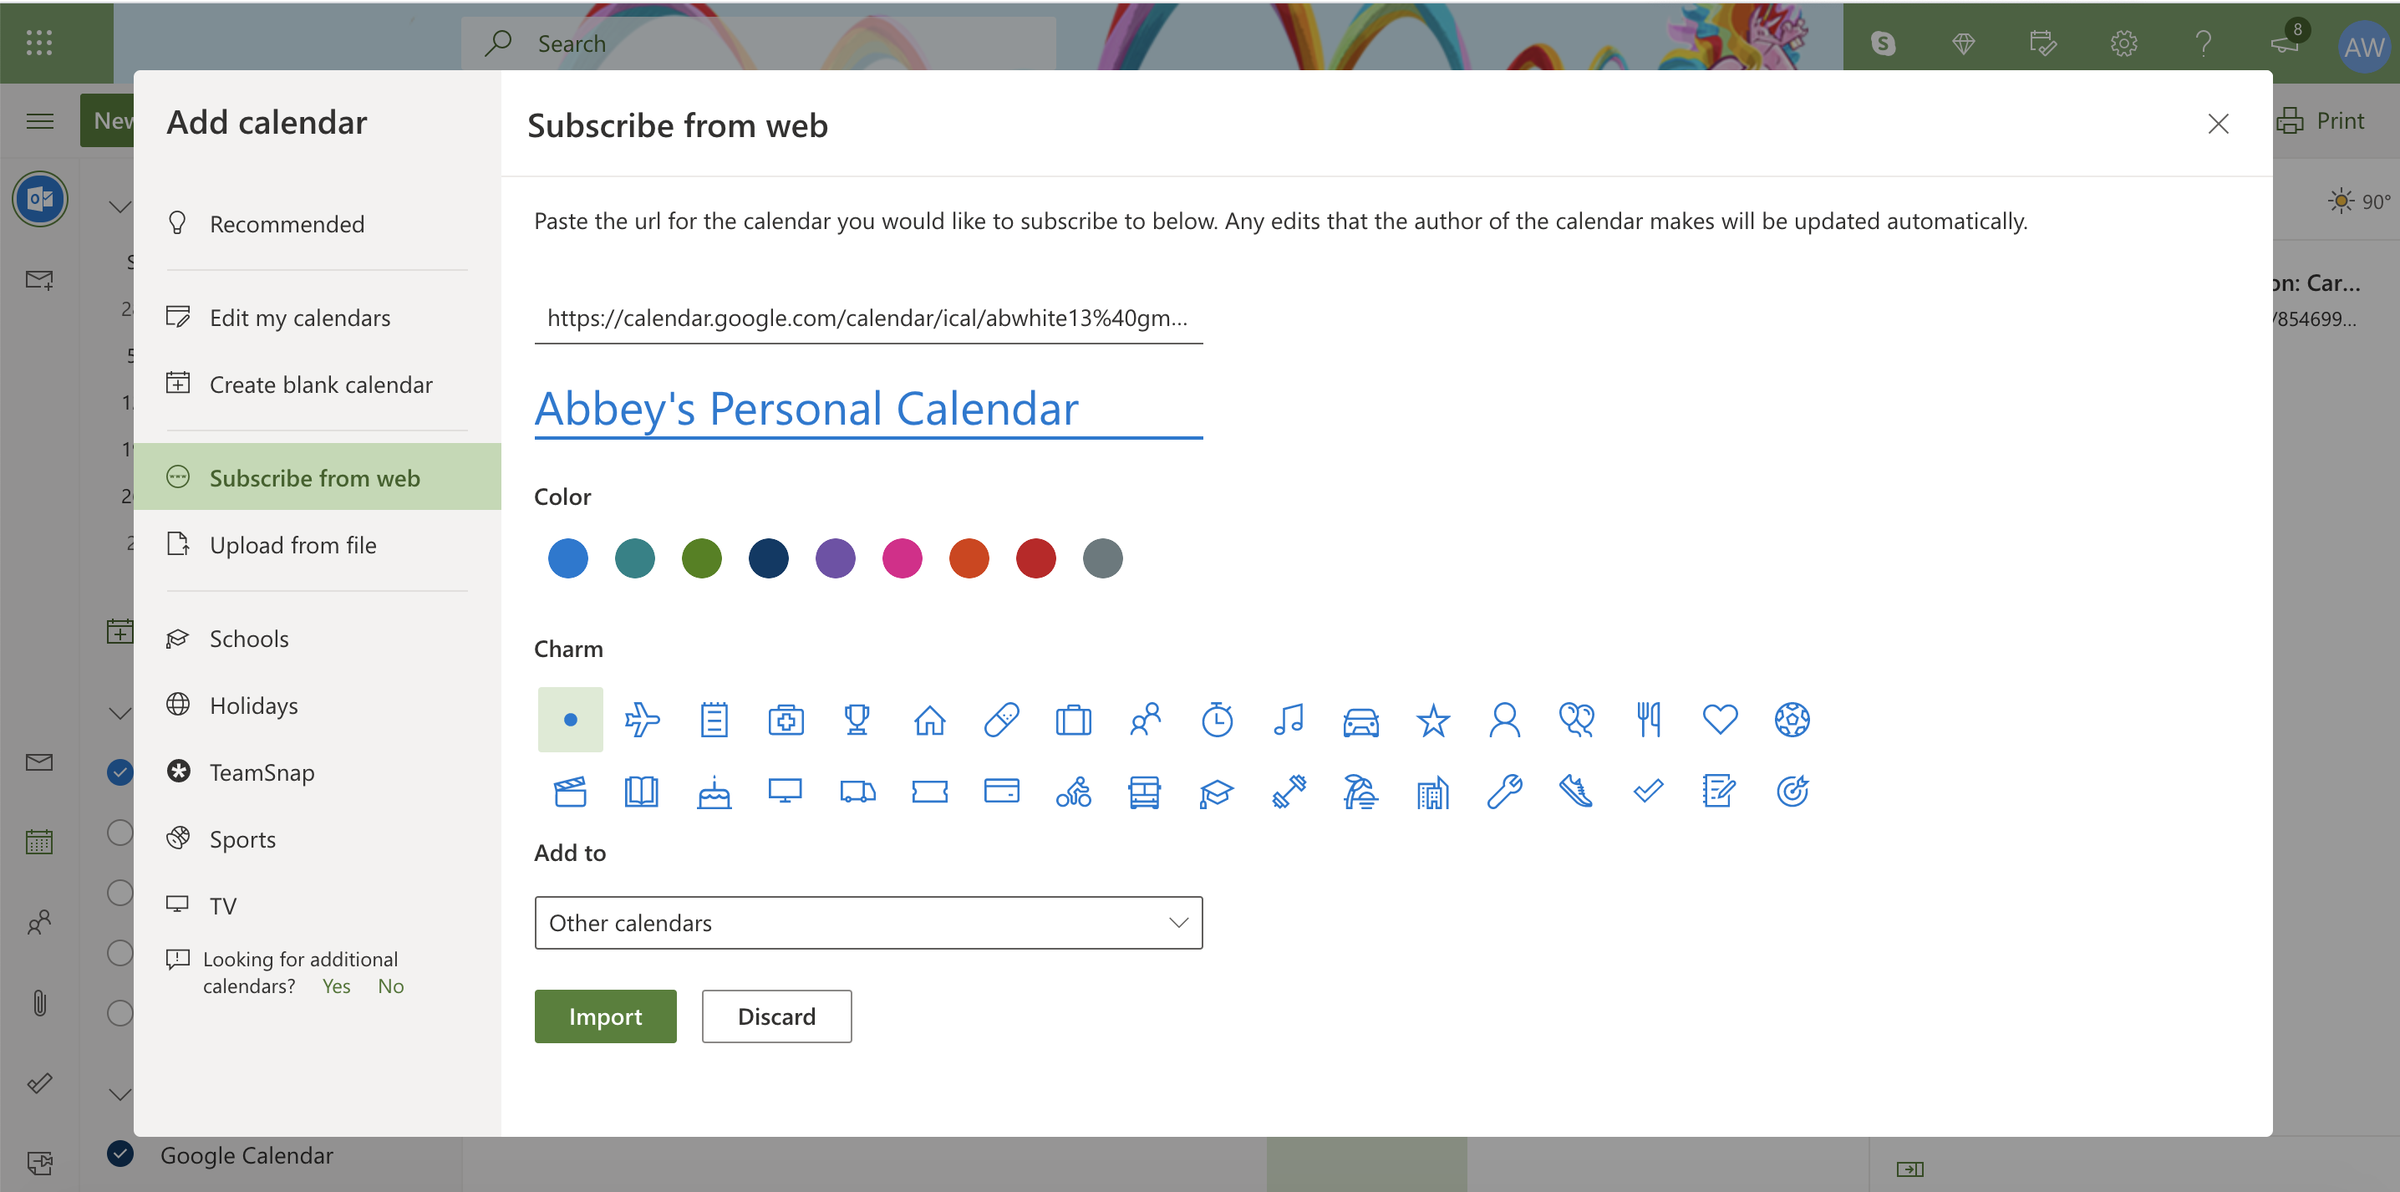 Search
8
AW
New
Print
90°
on: Car...
/854699...
Add calendar
Recommended
Edit my calendars
Create blank calendar
Subscribe from web
Upload from file
Schools
Holidays
TeamSnap
Sports
TV
Looking for additional
calendars? Yes No
Subscribe from web
Paste the url for the calendar you would like to subscribe to below. Any edits that the author of the calendar makes will be updated automatically.
https://calendar.google.com/calendar/ical/abwhite13%40gm...
Abbey's Personal Calendar
Color
Charm
Add to
Other calendars
Import
Discard
Google Calendar